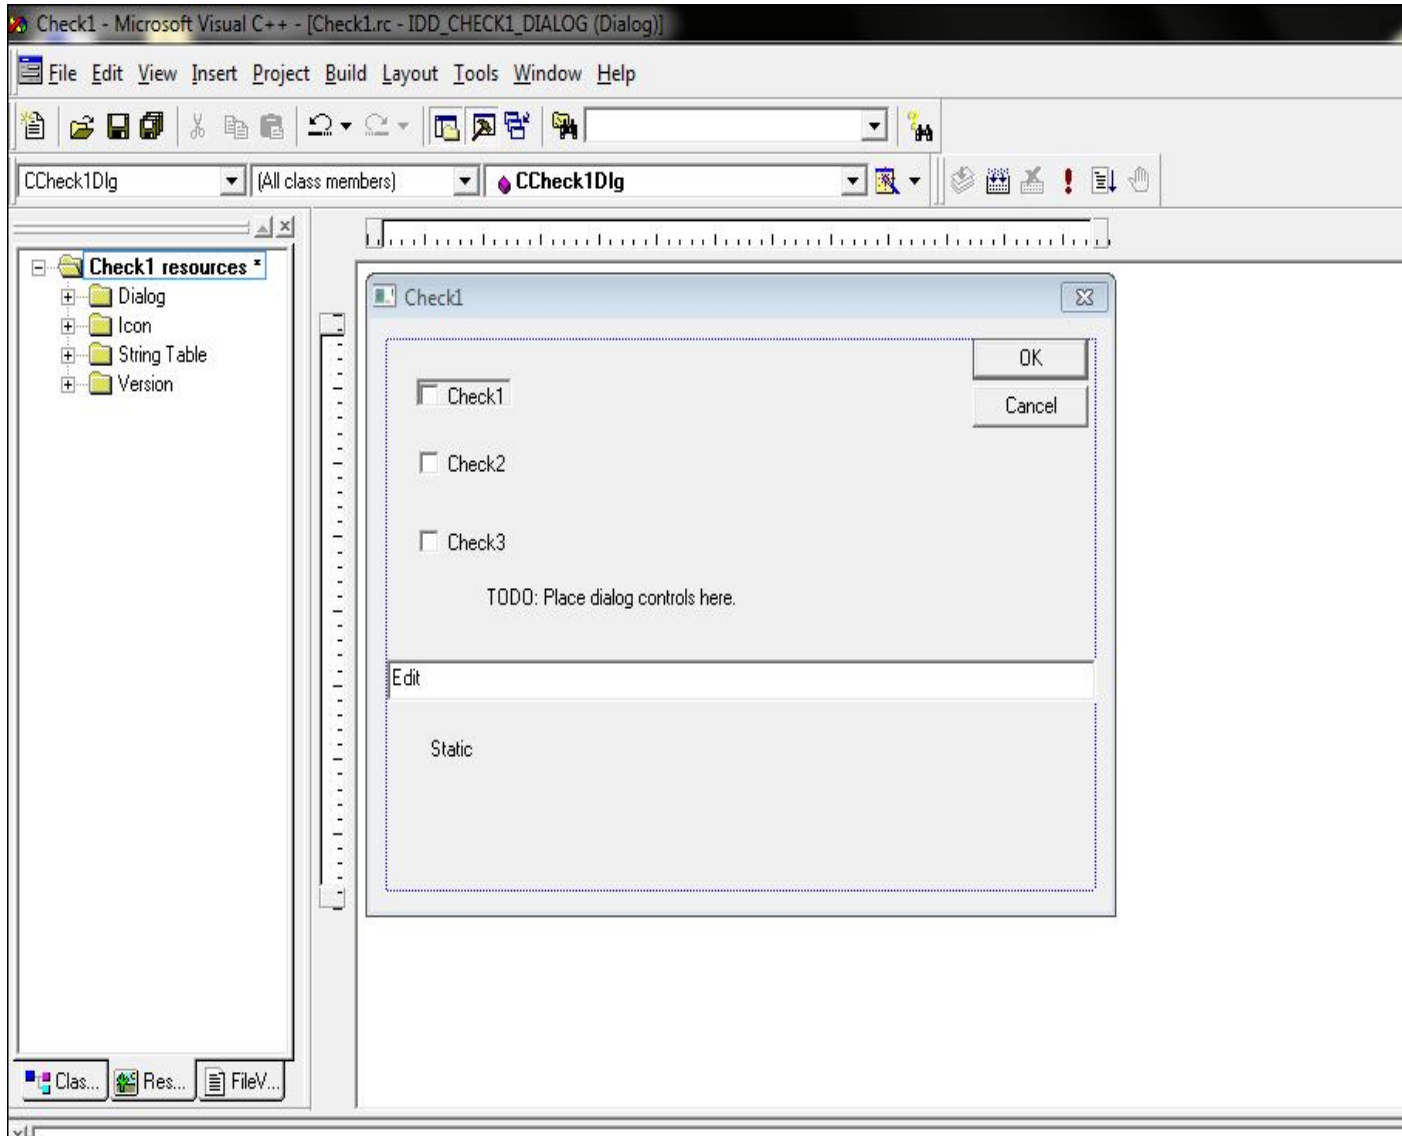 Check1 - Microsoft Visual C++ - [Check1.rc - IDD_CHECK1_DIALOG (Dialog)]
File Edit View Insert Project Build Layout Tools Window Help
CCheck1Dlg (All class members) CCheck1Dlg
Check1 resources *
Dialog
Icon
String Table
Version
Clas... Res... FileV...
Check1
OK
Cancel
Check1
Check2
Check3
TODO: Place dialog controls here.
Edit
Static